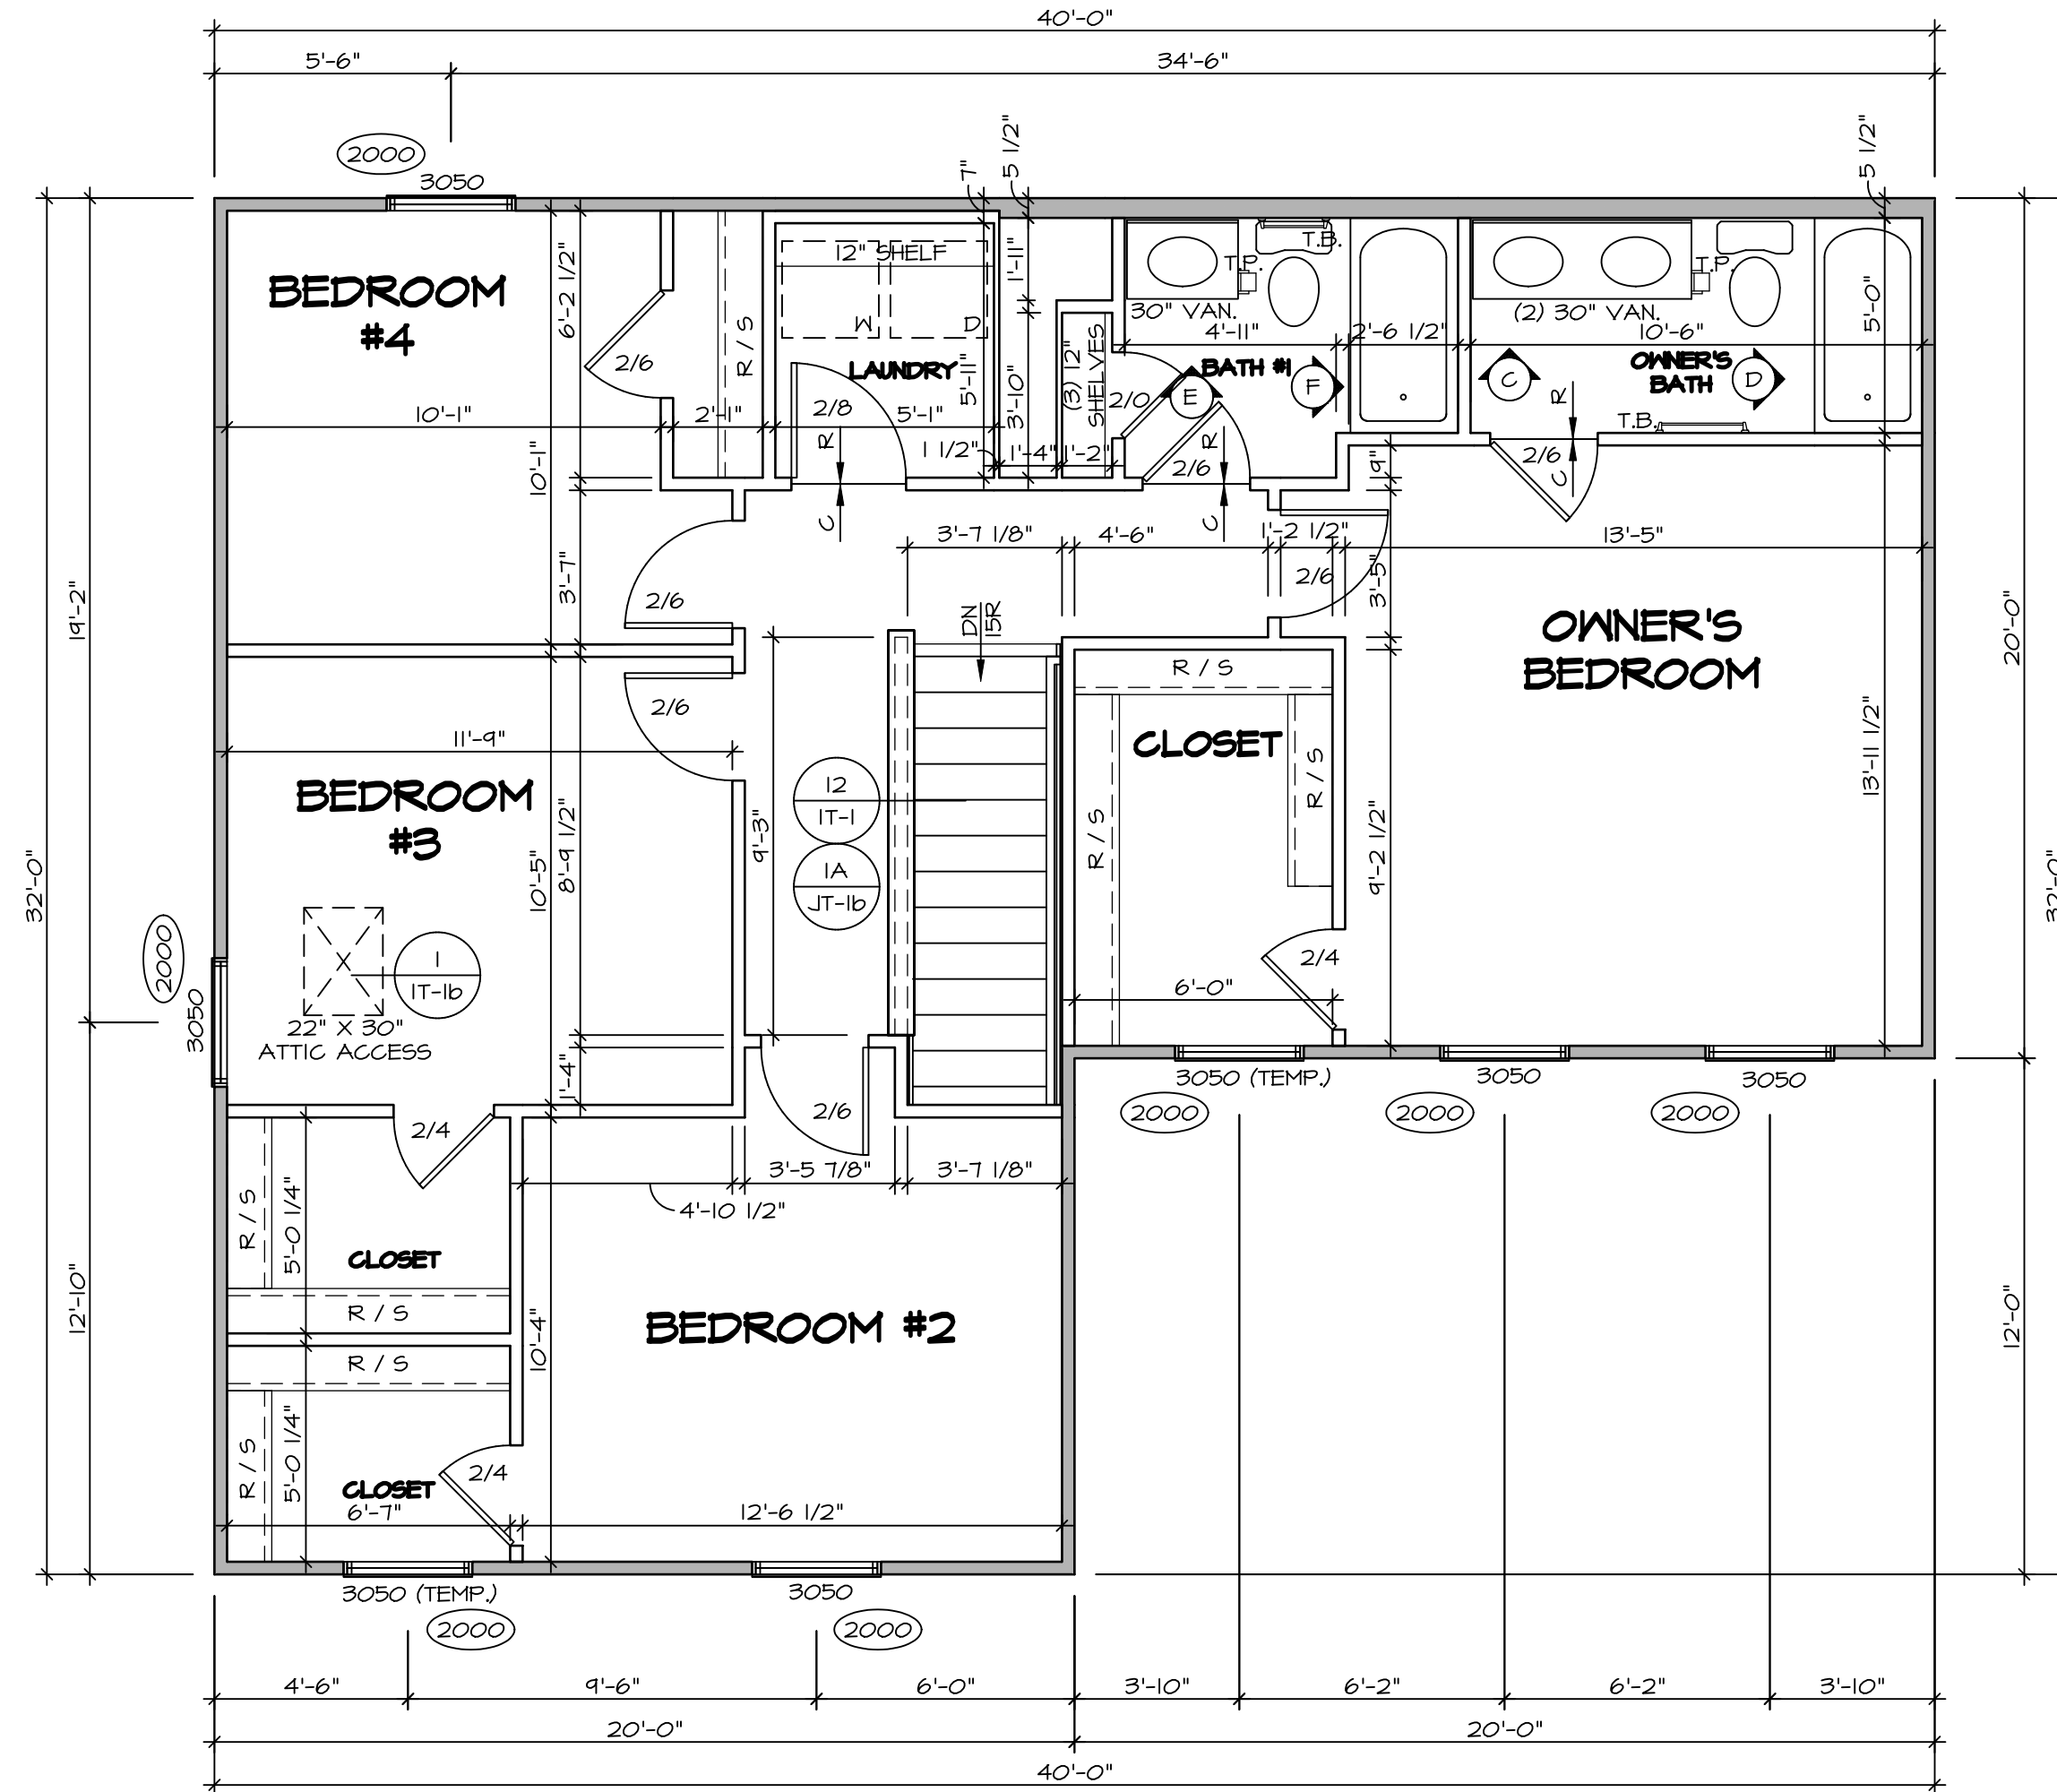 40'-0"
5'-6"
34'-6"
2000
3050
7"
5 1/2"
5 1/2"
BEDROOM
#4
6'-2 1/2"
12" SHELF
W
D
1'-11"
T.B.
T.P.
T.P.
30" VAN.
(2) 30" VAN.
4'-11"
2'-6 1/2"
10'-6"
5'-0"
2/6
R / S
LAUNDRY
5'-11"
3'-10"
(3) 12"
SHELVES
BATH #1
E
F
C
OWNER'S
BATH
D
R
10'-1"
2'-1"
2/8
5'-1"
2/0
T.B.
R
R
1 1/2"
1'-4"
1'-2"
2/6
9"
2/6
C
10'-1"
C
C
3'-7 1/8"
4'-6"
1'-2 1/2"
13'-5"
3'-7"
2/6
2/6
3'-5"
19'-2"
DN
15R
OWNER'S
BEDROOM
20'-0"
R / S
2/6
11'-9"
CLOSET
R / S
13'-11 1/2"
BEDROOM
#3
12
1T-1
8'-9 1/2"
9'-3"
R / S
9'-2 1/2"
32'-0"
10'-5"
1A
JT-1b
32'-0"
2000
X
1
1T-1b
2/4
6'-0"
3050
22" X 30"
ATTIC ACCESS
1'-4"
3050 (TEMP.)
3050
3050
2/6
2000
2000
2000
2/4
3'-5 7/8"
3'-7 1/8"
4'-10 1/2"
R / S
5'-0 1/4"
CLOSET
12'-10"
R / S
10'-4"
BEDROOM #2
12'-0"
R / S
R / S
5'-0 1/4"
2/4
CLOSET
6'-7"
12'-6 1/2"
3050 (TEMP.)
3050
2000
2000
4'-6"
9'-6"
6'-0"
3'-10"
6'-2"
6'-2"
3'-10"
20'-0"
20'-0"
40'-0"